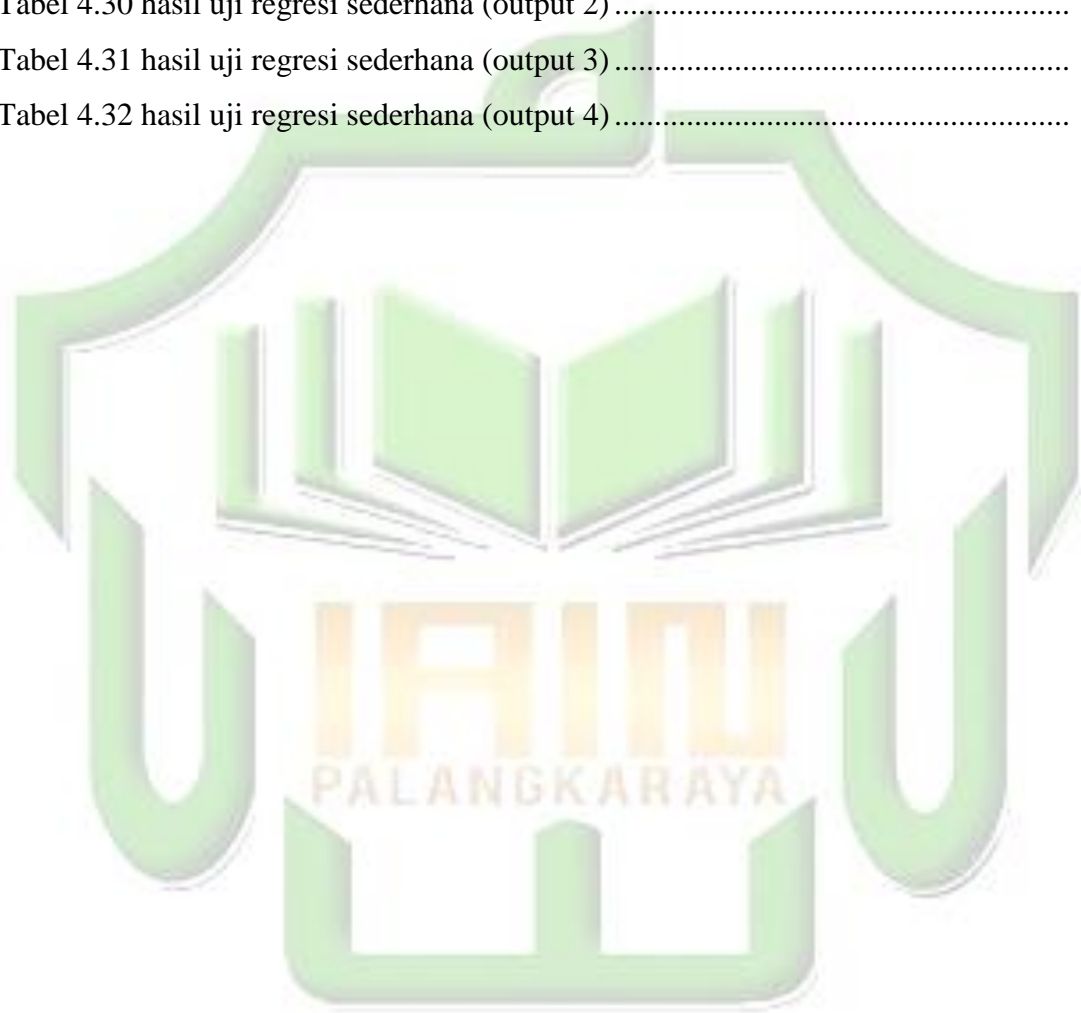 Tabel 4.30 hasil uji regresi sederhana (output 2)
Tabel 4.31 hasil uji regresi sederhana (output 3)
Tabel 4.32 hasil uji regresi sederhana (output 4)
IAIN
PALANGKARAYA